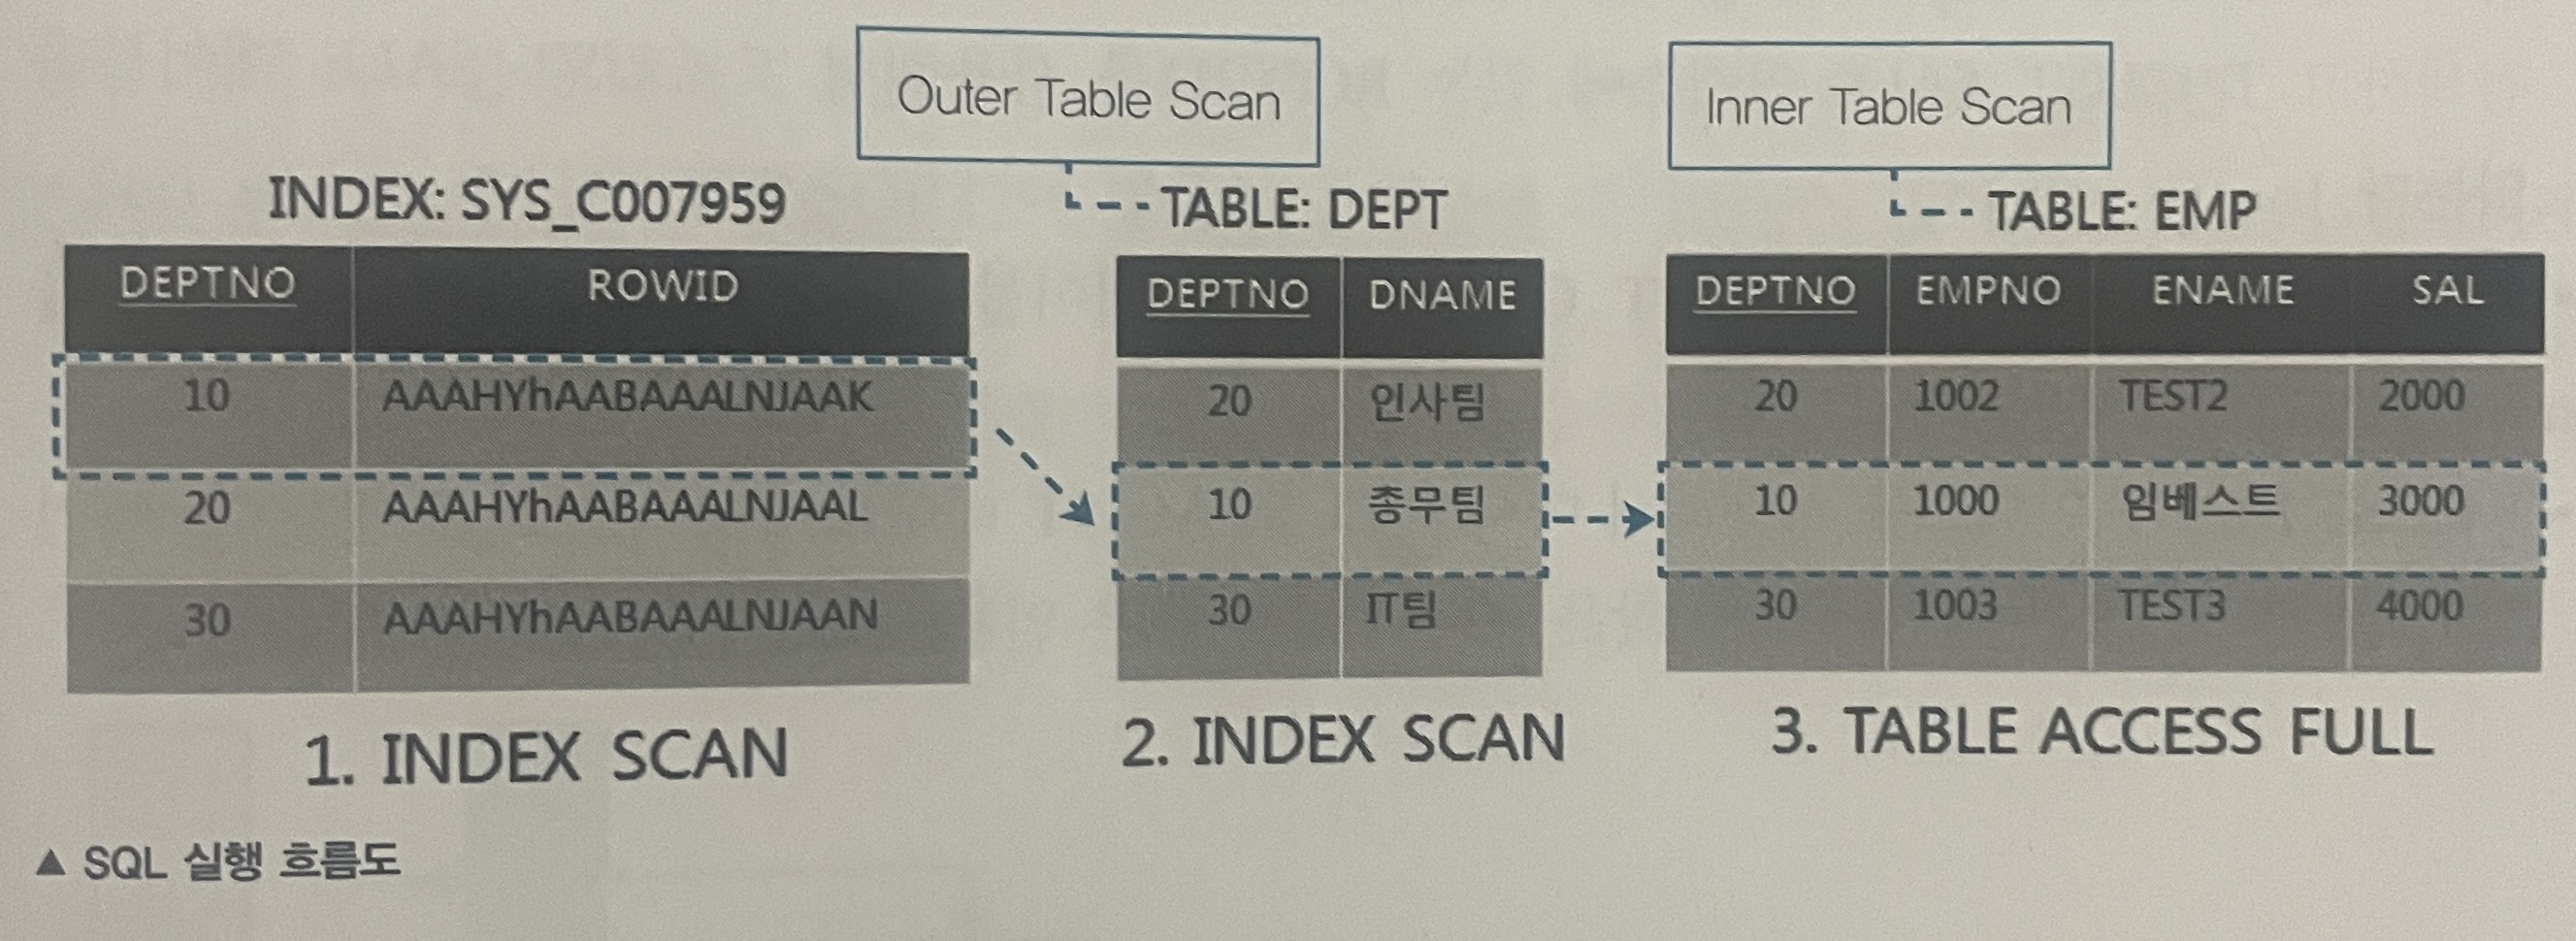 Outer Table Scan
Inner Table Scan
INDEX: SYS_C007959
TABLE: DEPT
TABLE: EMP
DEPTNO ROWID
10 AAAHYhAABAAALNJAAK
20 AAAHYhAABAAALNJAAL
30 AAAHYhAABAAALNJAAN
1. INDEX SCAN
DEPTNO DNAME
20 인사팀
10 총무팀
30 IT팀
2. INDEX SCAN
DEPTNO EMPNO ENAME SAL
20 1002 TEST2 2000
10 1000 임베스트 3000
30 1003 TEST3 4000
3. TABLE ACCESS FULL
▲ SQL 실행 흐름도